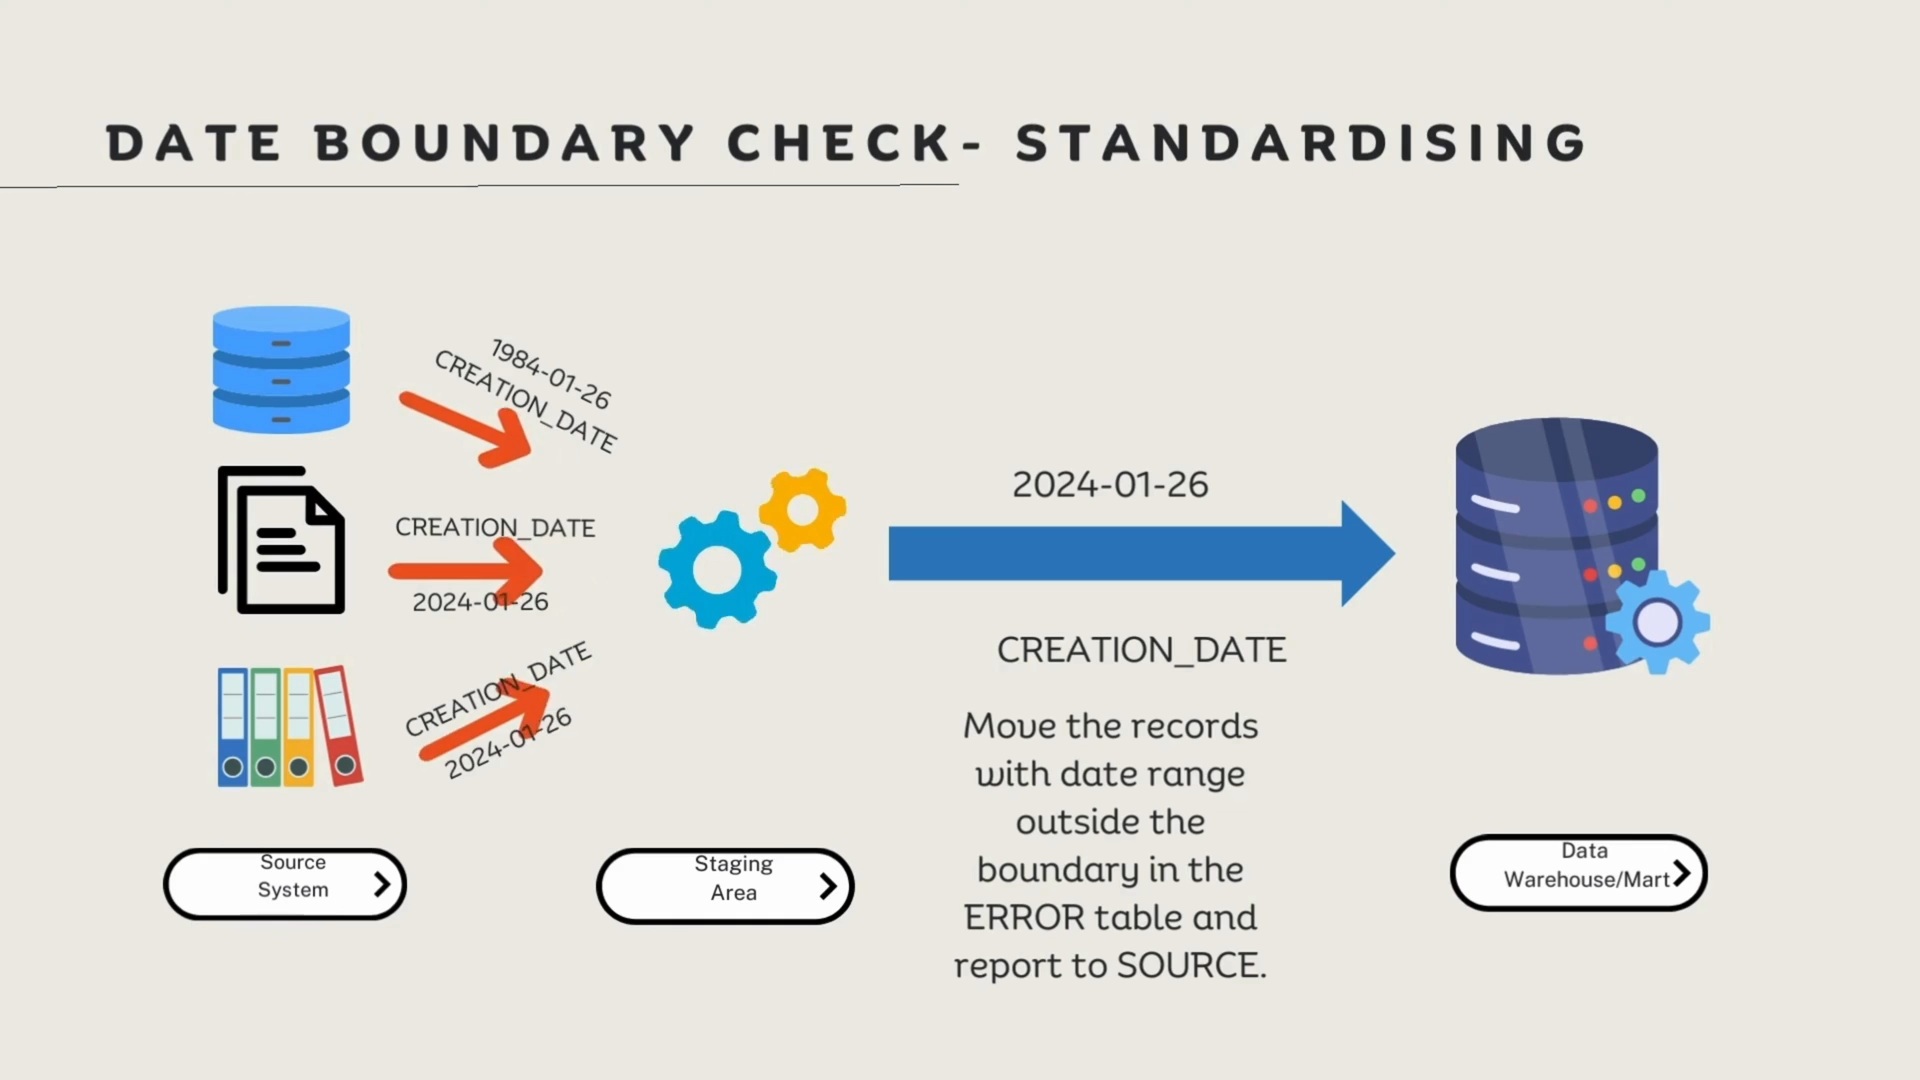 DATE BOUNDARY CHECK- STANDARDISING
1984-01-26
CREATION_DATE
CREATION_DATE
2024-01-26
CREATION_DATE
2024-01-26
2024-01-26
CREATION_DATE
Move the records
with date range
outside the
boundary in the
ERROR table and
report to SOURCE.
Source
System
Staging
Area
Data
Warehouse/Mart